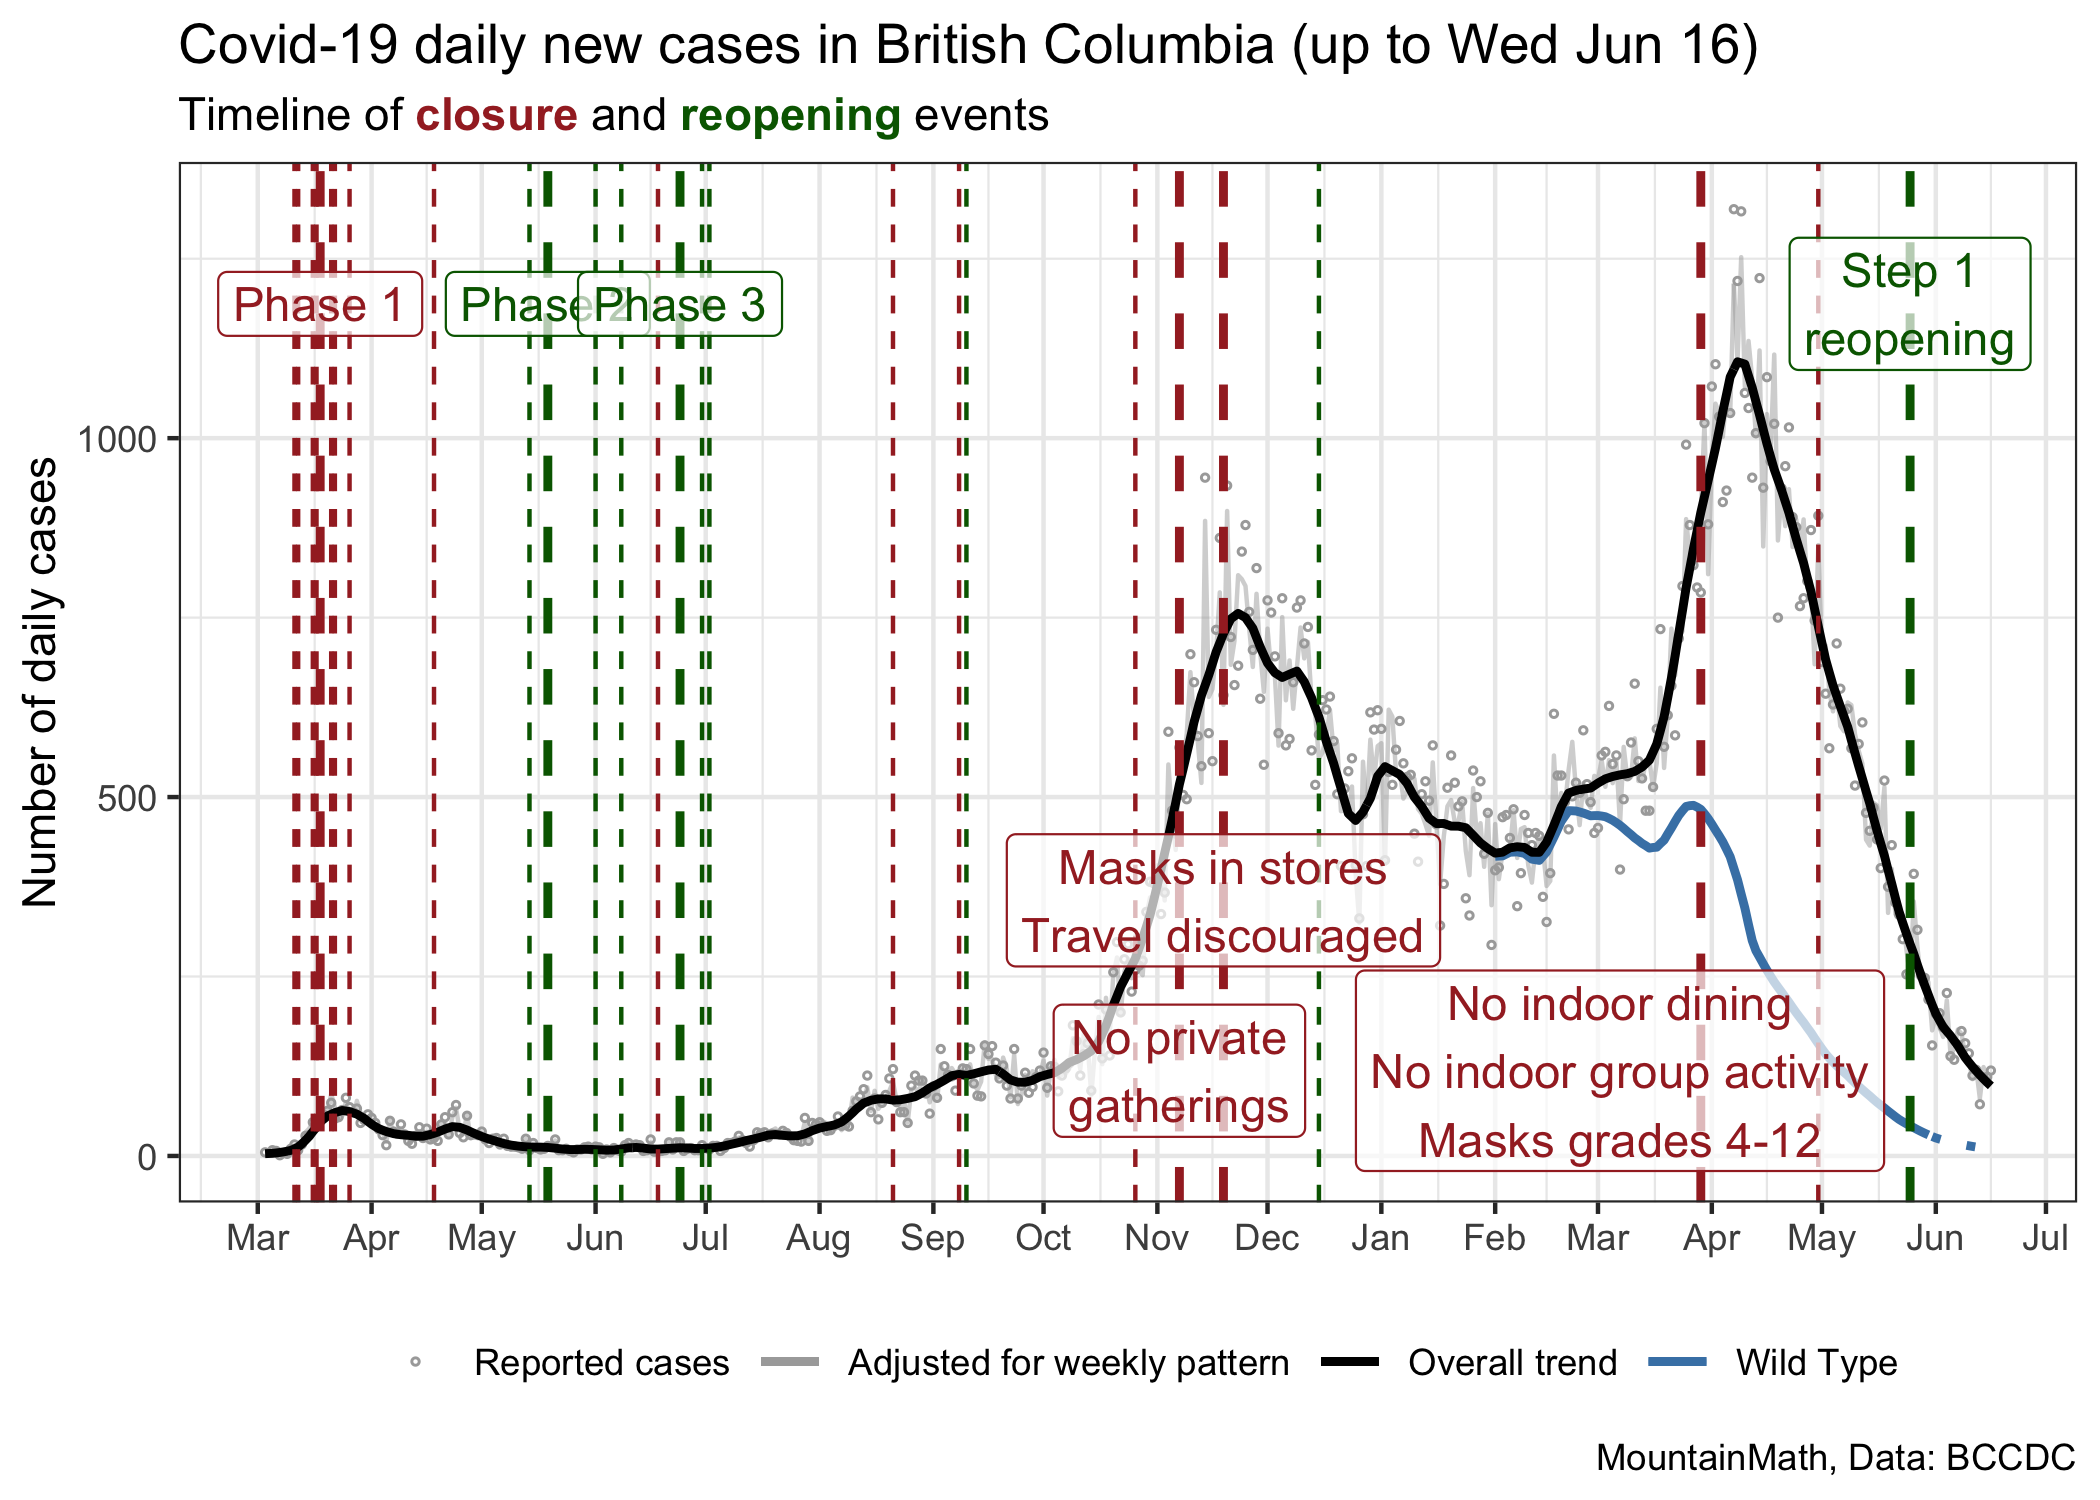 Covid-19 daily new cases in British Columbia (up to Wed Jun 16)
Timeline of closure and reopening events
Number of daily cases
1000
500
0
Phase 1
Phase 2
Phase 3
Step 1
reopening
Masks in stores
Travel discouraged
No private
gatherings
No indoor dining
No indoor group activity
Masks grades 4-12
Mar Apr May Jun Jul Aug Sep Oct Nov Dec Jan Feb Mar Apr May Jun Jul
Reported cases Adjusted for weekly pattern Overall trend Wild Type
MountainMath, Data: BCCDC